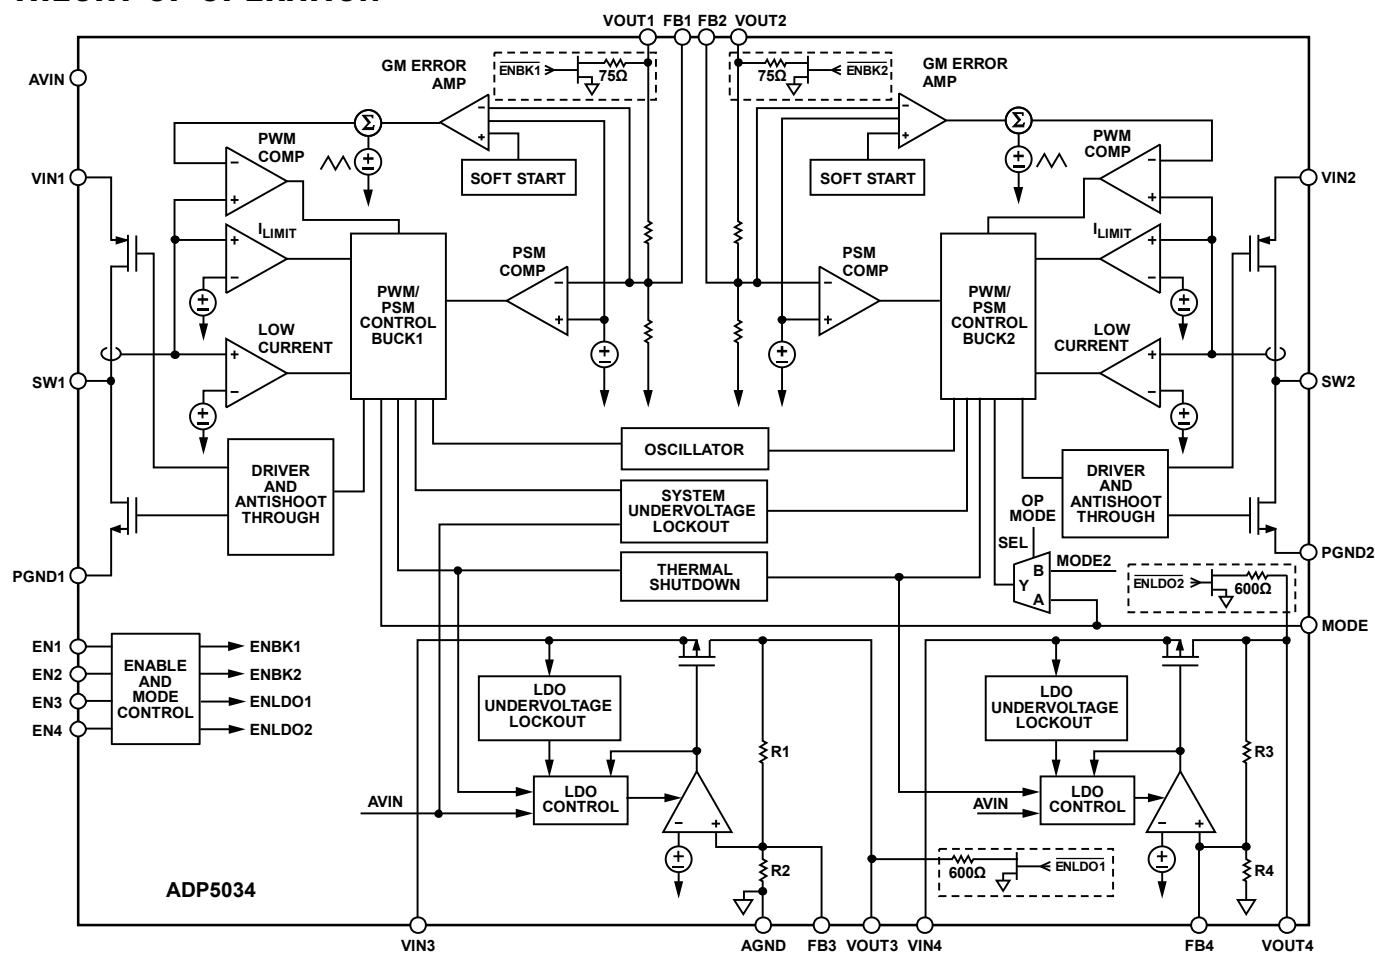 VOUT1 FB1 FB2 VOUT2
AVIN
GM ERROR
AMP
ENBK1
75Ω
75Ω
ENBK2
GM ERROR
AMP
PWM
COMP
Σ
Σ
PWM
COMP
VIN1
SOFT START
SOFT START
VIN2
ILIMIT
PSM
COMP
PSM
COMP
ILIMIT
PWM/
PSM
CONTROL
BUCK1
PWM/
PSM
CONTROL
BUCK2
LOW
CURRENT
LOW
CURRENT
SW1
SW2
OSCILLATOR
DRIVER
AND
ANTISHOOT
THROUGH
SYSTEM
UNDERVOLTAGE
LOCKOUT
DRIVER
AND
ANTISHOOT
THROUGH
OP
MODE
SEL
PGND1
THERMAL
SHUTDOWN
B
Y
A
MODE2
ENLDO2
600Ω
PGND2
MODE
EN1
EN2
EN3
EN4
ENABLE
AND
MODE
CONTROL
ENBK1
ENBK2
ENLDO1
ENLDO2
LDO
UNDERVOLTAGE
LOCKOUT
LDO
UNDERVOLTAGE
LOCKOUT
R1
R3
AVIN
LDO
CONTROL
AVIN
LDO
CONTROL
R2
600Ω
ENLDO1
R4
ADP5034
VIN3 AGND FB3 VOUT3 VIN4 FB4 VOUT4